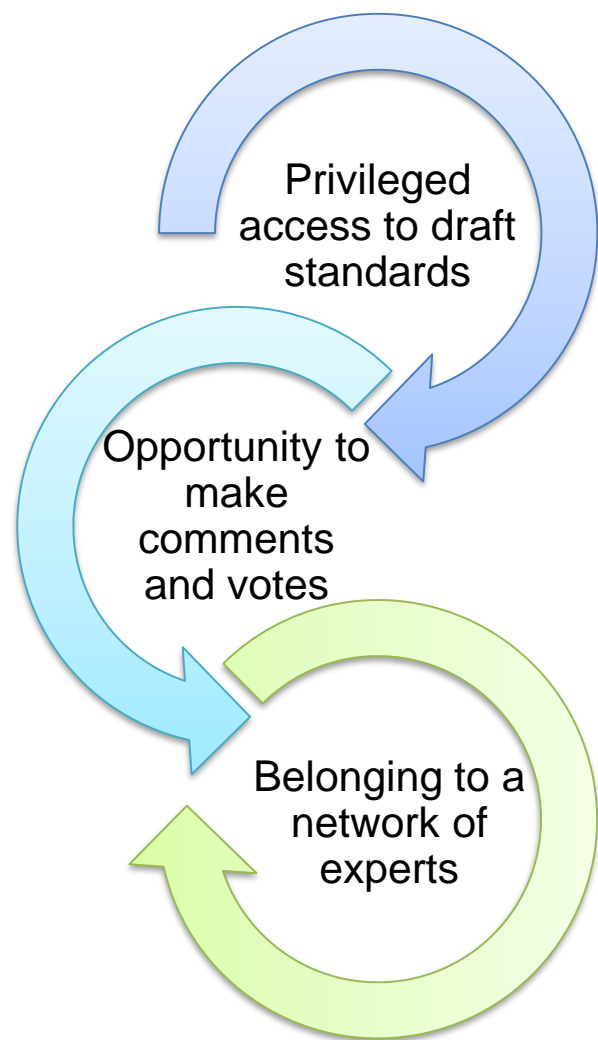 Privileged
access to draft
standards
Opportunity to
make
comments
and votes
Belonging to a
network of
experts